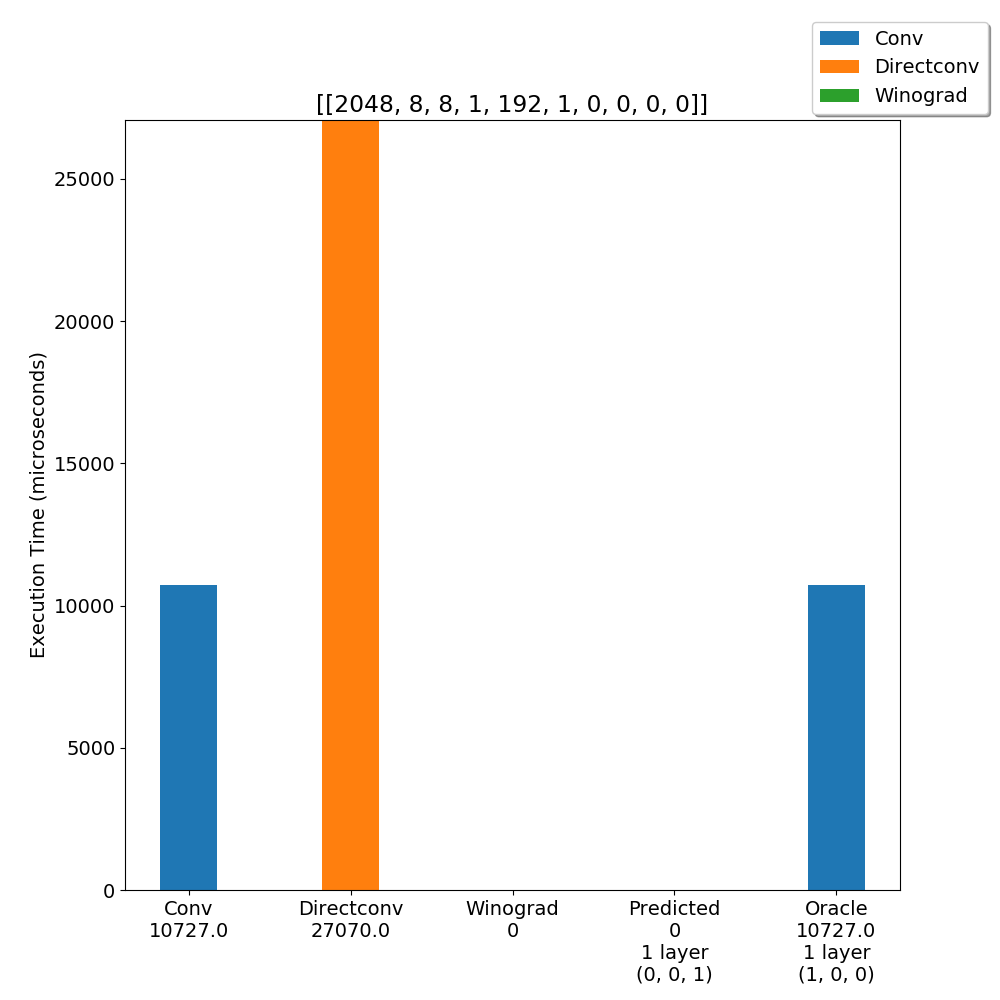 Conv
Directconv
Winograd
[[2048, 8, 8, 1, 192, 1, 0, 0, 0, 0]]
Execution Time (microseconds)
25000
20000
15000
10000
5000
0
Conv
10727.0
Directconv
27070.0
Winograd
0
Predicted
0
1 layer
(0, 0, 1)
Oracle
10727.0
1 layer
(1, 0, 0)